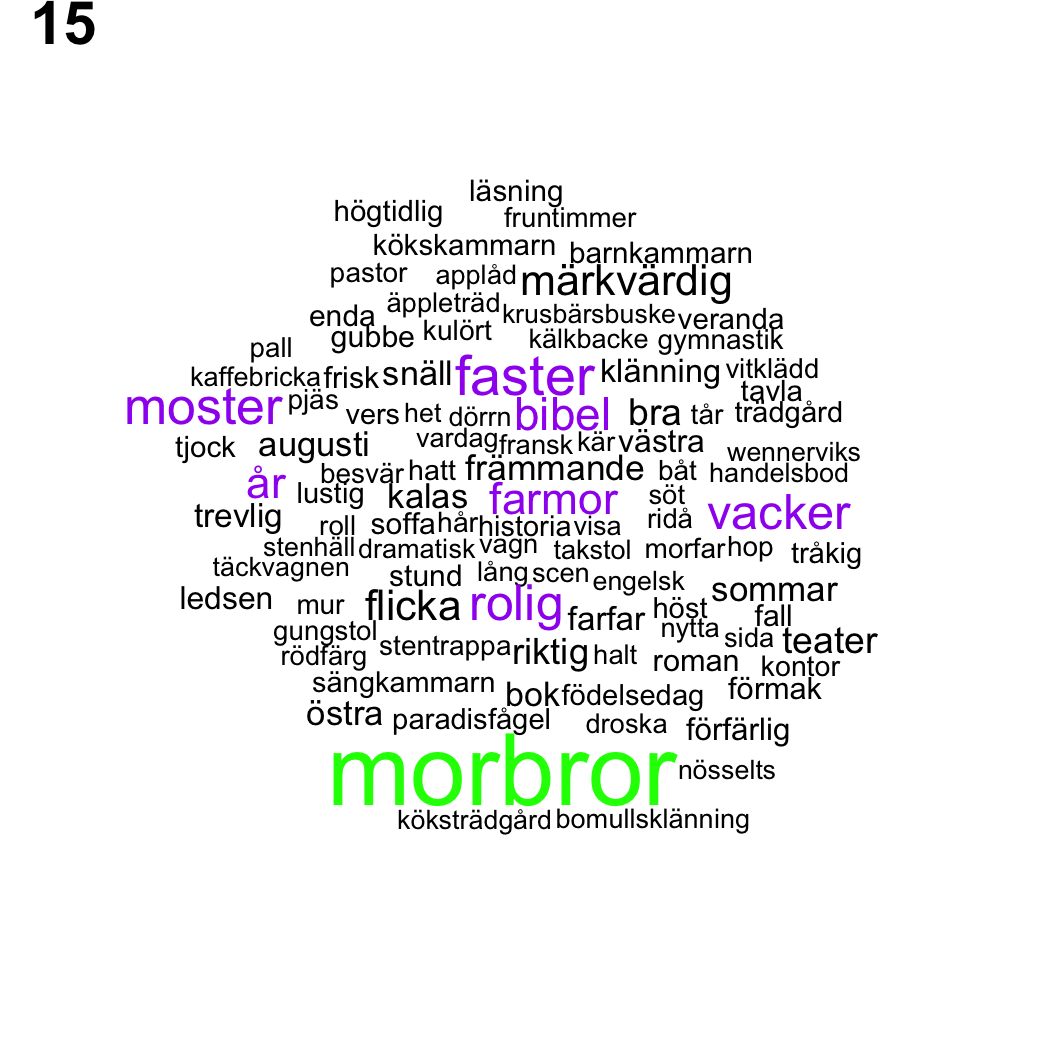 15
läsning
högtidlig fruntimmer
kökskammarn barnkammarn
pastor applåd märkvärdig
äppleträd krusbärsbuske veranda
enda gubbe kulört kälkbacke gymnastik
pall
kaffebricka frisk snäll faster klänning vitklädd
moster pjäs vers het dörrn bibel bra tår tavla trädgård
tjock augusti vardag fransk kär västra wennerviks
år besvär hatt främmande båt handelsbod
lustig kalas farmor söt vacker
trevlig roll soffa hår historia visa ridå
stenhäll dramatisk vagn takstol morfar hop tråkig
täckvagnen stund lång scen engelsk sommar
ledsen mur flicka rolig farfar höst nytta fall
gungstol stentrappa riktig halt sida teater
rödfärg roman kontor
sängkammarn bok födelsedag förmak
östra paradisfågel droska förfärlig
morbror nösselts
köksträdgård bomullsklänning